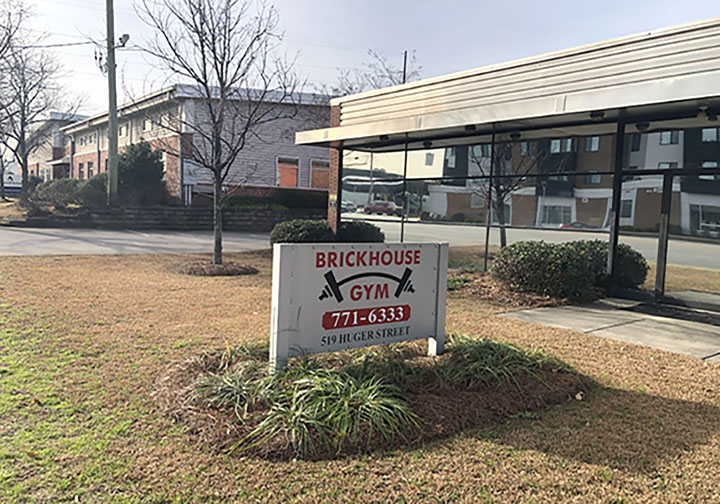 BRICKHOUSE
GYM
771-6333
519 HUGER STREET